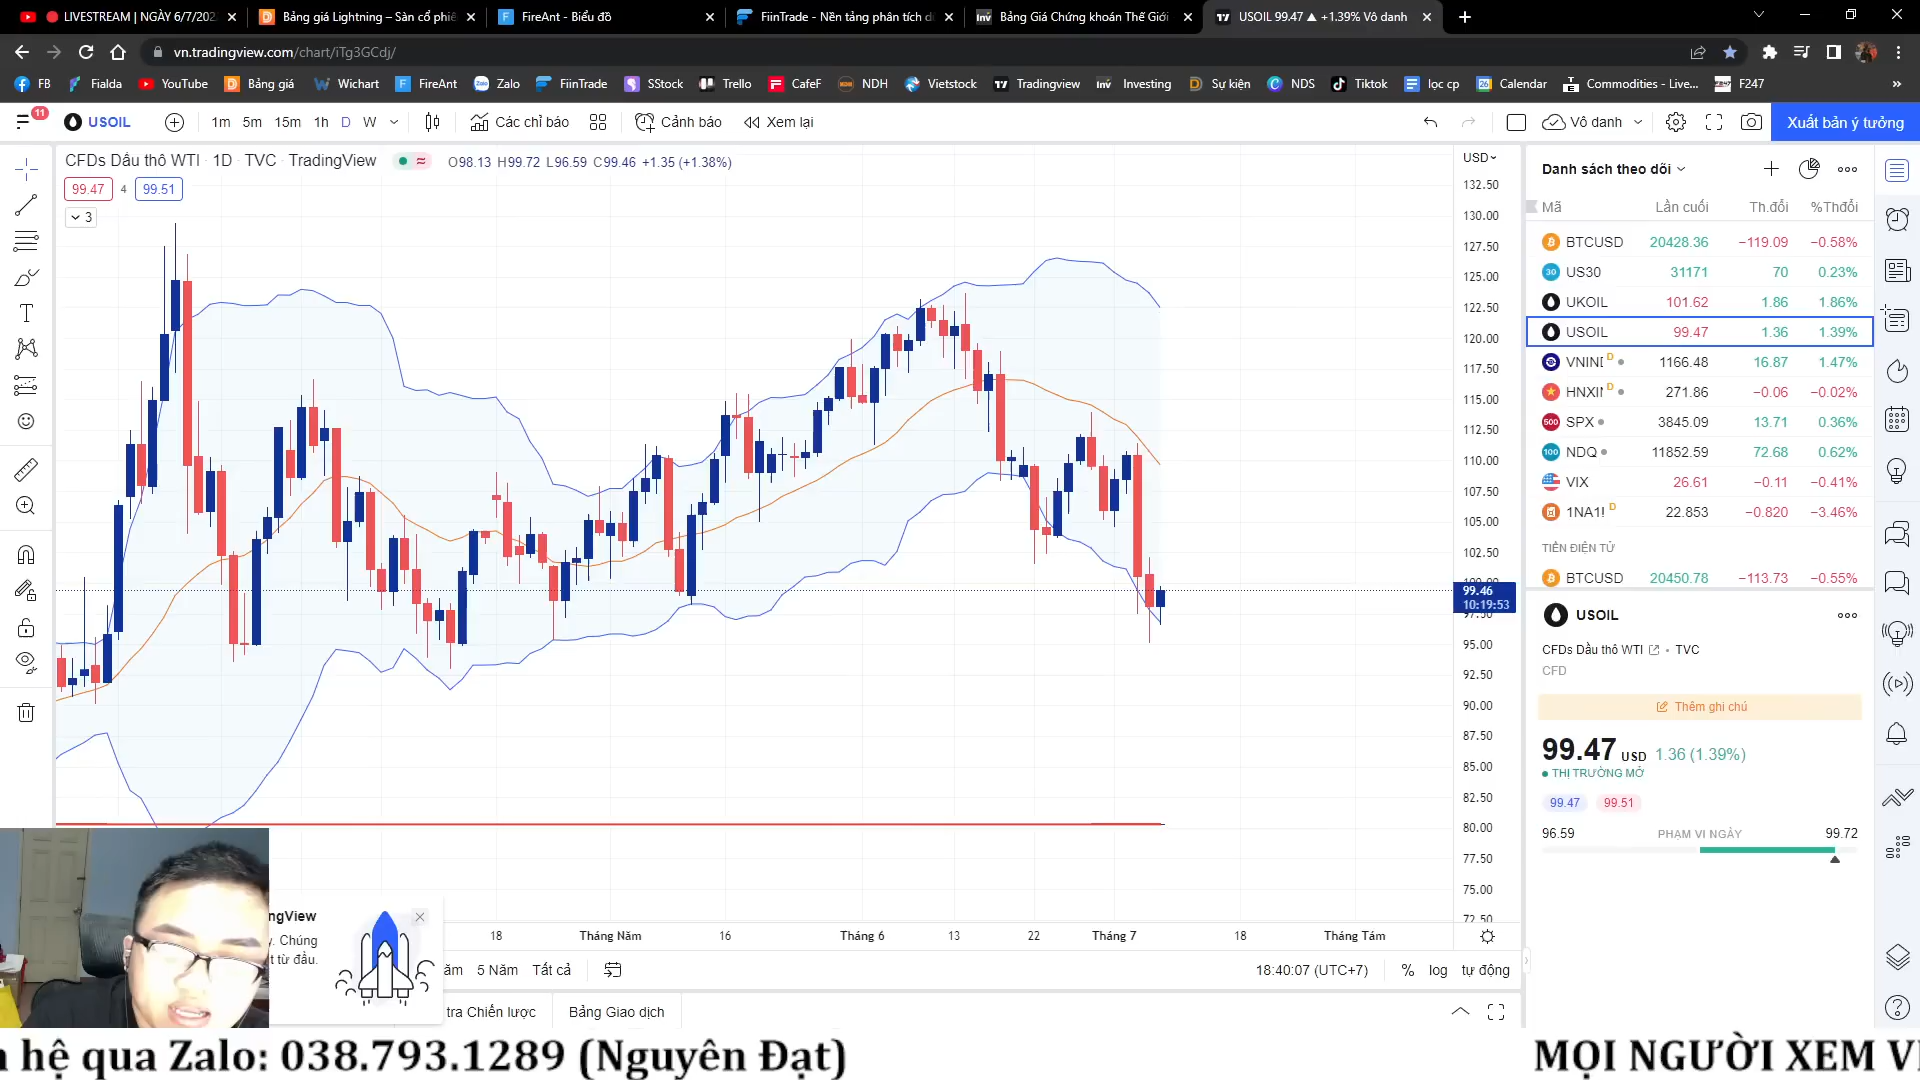 LIVESTREAM | NGÀY 6/7/202
Bảng giá Lightning – Sàn cổ phiế
FireAnt - Biểu đồ
FiinTrade - Nền tảng phân tích d
Bảng Giá Chứng khoán Thế Giới
USOIL 99.47 ▲ +1.39% Vô danh
vn.tradingview.com/chart/iTg3GCdj/
FB
Fialda
YouTube
Bảng giá
Wichart
FireAnt
Zalo
FiinTrade
SStock
Trello
CafeF
NDH
Vietstock
Tradingview
Investing
Sự kiện
NDS
Tiktok
lọc cp
Calendar
Commodities - Live...
F247
11
USOIL
1m 5m 15m 1h D W
Các chỉ báo
Cảnh báo
Xem lại
Vô danh
Xuất bản ý tưởng
CFDs Dầu thô WTI · 1D · TVC · TradingView
O98.13 H99.72 L96.59 C99.46 +1.35 (+1.38%)
99.47 4 99.51
3
USD
132.50
130.00
127.50
125.00
122.50
120.00
117.50
115.00
112.50
110.00
107.50
105.00
102.50
99.46
10:19:53
95.00
92.50
90.00
87.50
85.00
82.50
80.00
77.50
75.00
72.50
18 Tháng Năm 16 Tháng 6 13 22 Tháng 7 18 Tháng Tám
Danh sách theo dõi
Mã Lần cuối Th.đổi %Thđổi
BTCUSD 20428.36 −119.09 −0.58%
US30 31171 70 0.23%
UKOIL 101.62 1.86 1.86%
USOIL 99.47 1.36 1.39%
VNINI D 1166.48 16.87 1.47%
HNXII D 271.86 −0.06 −0.02%
SPX 3845.09 13.71 0.36%
NDQ 11852.59 72.68 0.62%
VIX 26.61 −0.11 −0.41%
1NA1! D 22.853 −0.820 −3.46%
TIỀN ĐIỆN TỬ
BTCUSD 20450.78 −113.73 −0.55%
USOIL
CFDs Dầu thô WTI · TVC
CFD
Thêm ghi chú
99.47 USD 1.36 (1.39%)
THỊ TRƯỜNG MỞ
99.47 99.51
96.59 PHẠM VI NGÀY 99.72
ngView
y. Chúng
t từ đầu.
ăm 5 Năm Tất cả
18:40:07 (UTC+7) % log tự động
tra Chiến lược Bảng Giao dịch
n hệ qua Zalo: 038.793.1289 (Nguyên Đạt)
MỌI NGƯỜI XEM VI